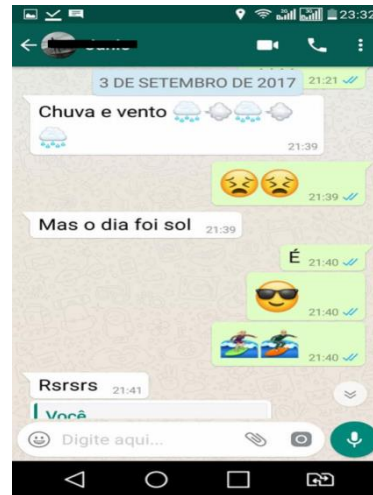 23:32
3 DE SETEMBRO DE 2017 21:21
Chuva e vento 🌧️💨🌧️💨
🌧️
21:39
😣😣 21:39
Mas o dia foi sol 21:39
É 21:40
😎
21:40
🏄🏄 21:40
Rsrsrs 21:41
Você
Digite aqui...